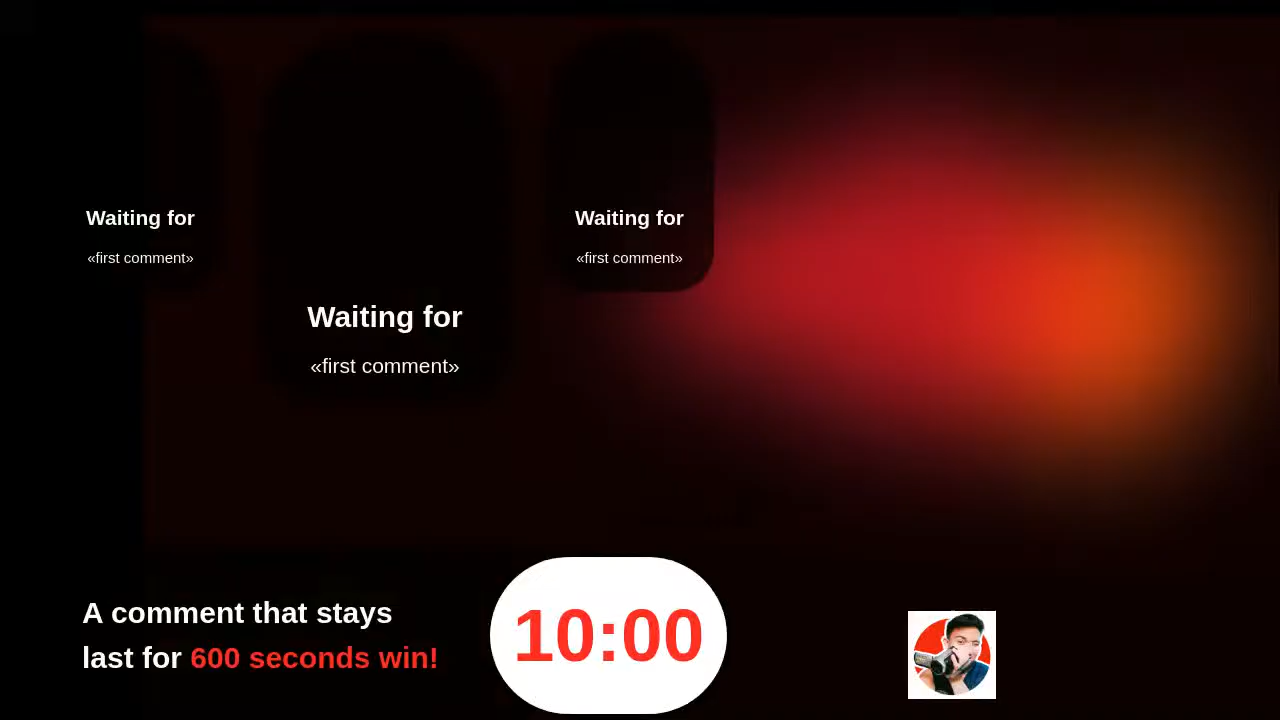 Waiting for
«first comment»
Waiting for
«first comment»
Waiting for
«first comment»
A comment that stays
last for 600 seconds win!
10:00